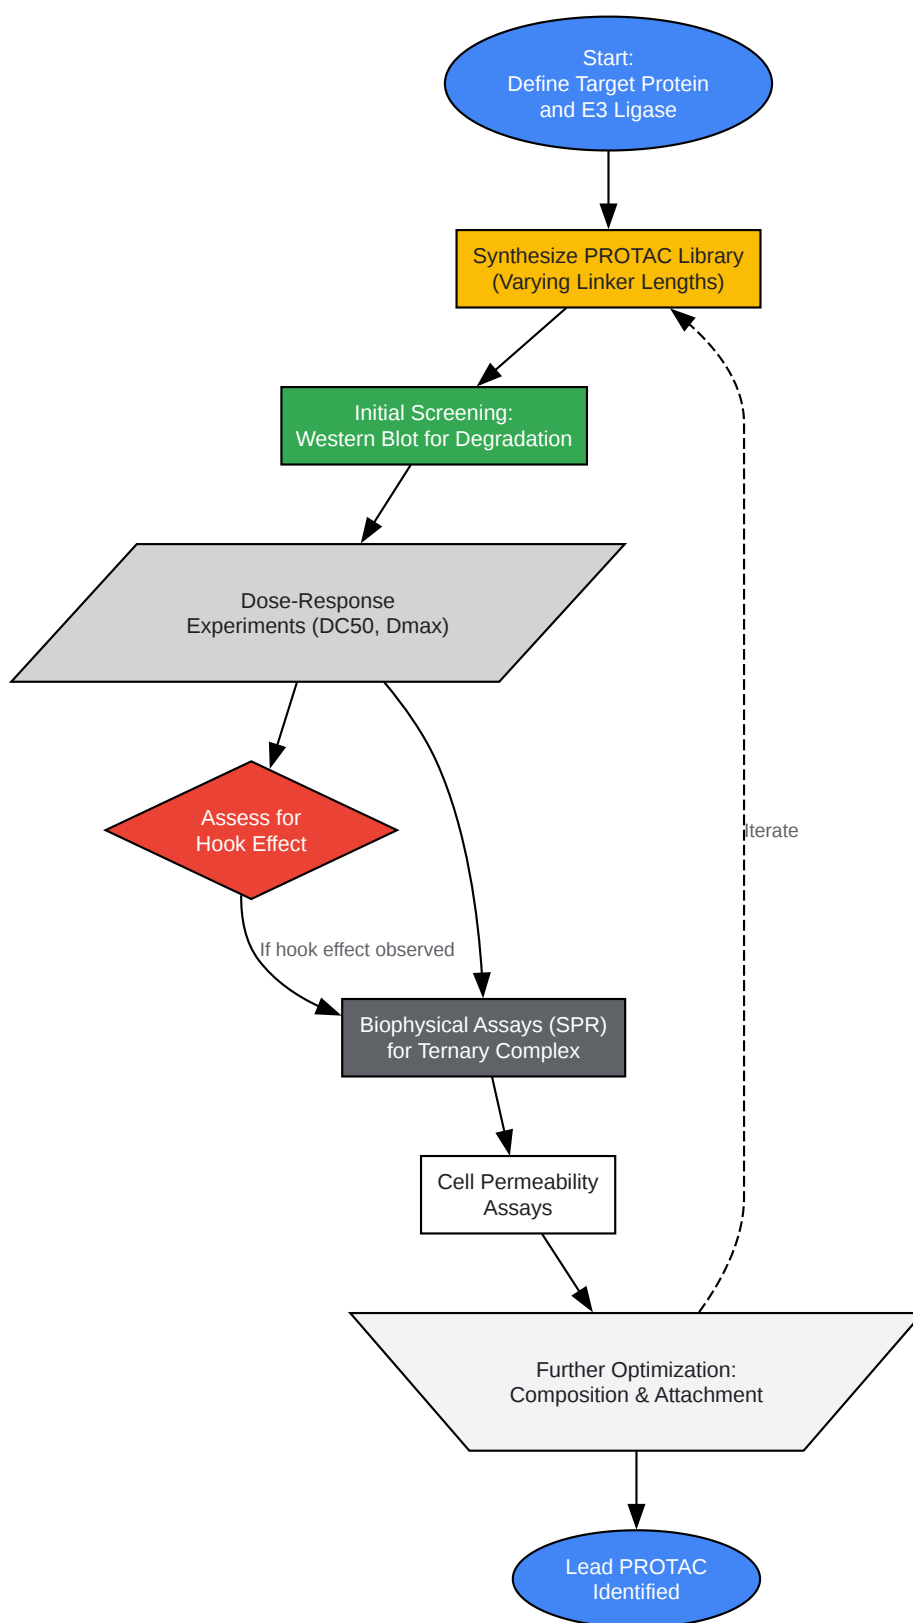 Start:
Define Target Protein
and E3 Ligase
Synthesize PROTAC Library
(Varying Linker Lengths)
Initial Screening:
Western Blot for Degradation
Dose-Response
Experiments (DC50, Dmax)
Assess for
Hook Effect
Iterate
If hook effect observed
Biophysical Assays (SPR)
for Ternary Complex
Cell Permeability
Assays
Further Optimization:
Composition & Attachment
Lead PROTAC
Identified